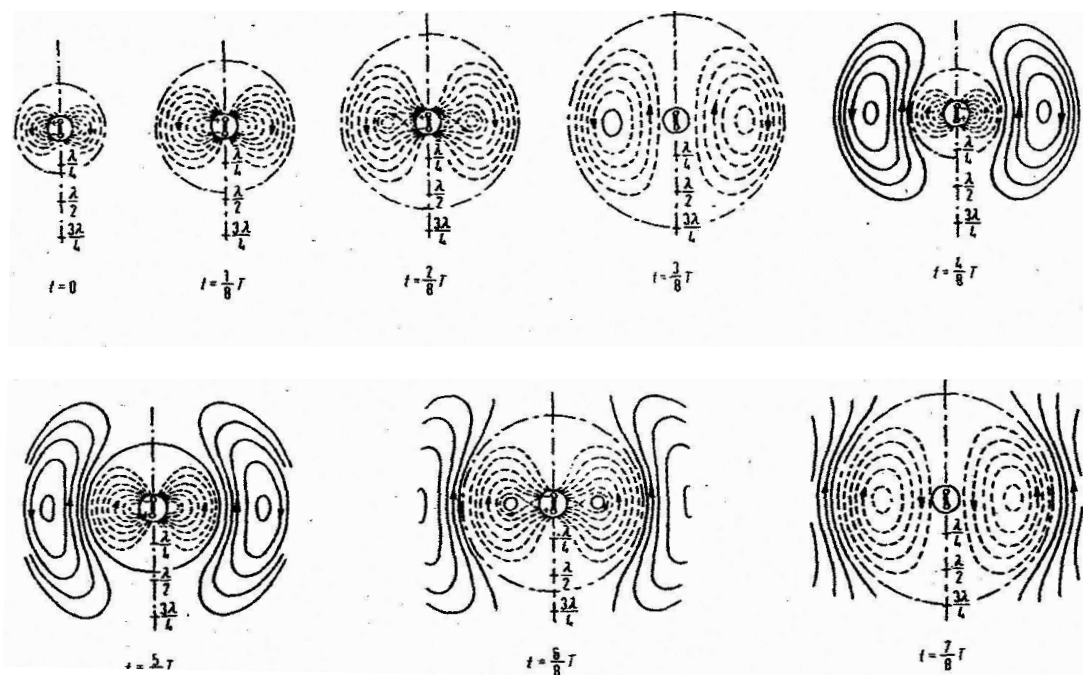 λ/4
λ/2
3λ/4
t = 0
λ/4
λ/2
3λ/4
t = 1/8 T
λ/4
λ/2
3λ/4
t = 2/8 T
λ/4
λ/2
3λ/4
t = 3/8 T
λ/4
λ/2
3λ/4
t = 4/8 T
λ/4
λ/2
3λ/4
t = 5 T
λ/4
λ/2
3λ/4
t = 6/8 T
λ/4
λ/2
3λ/4
t = 7/8 T